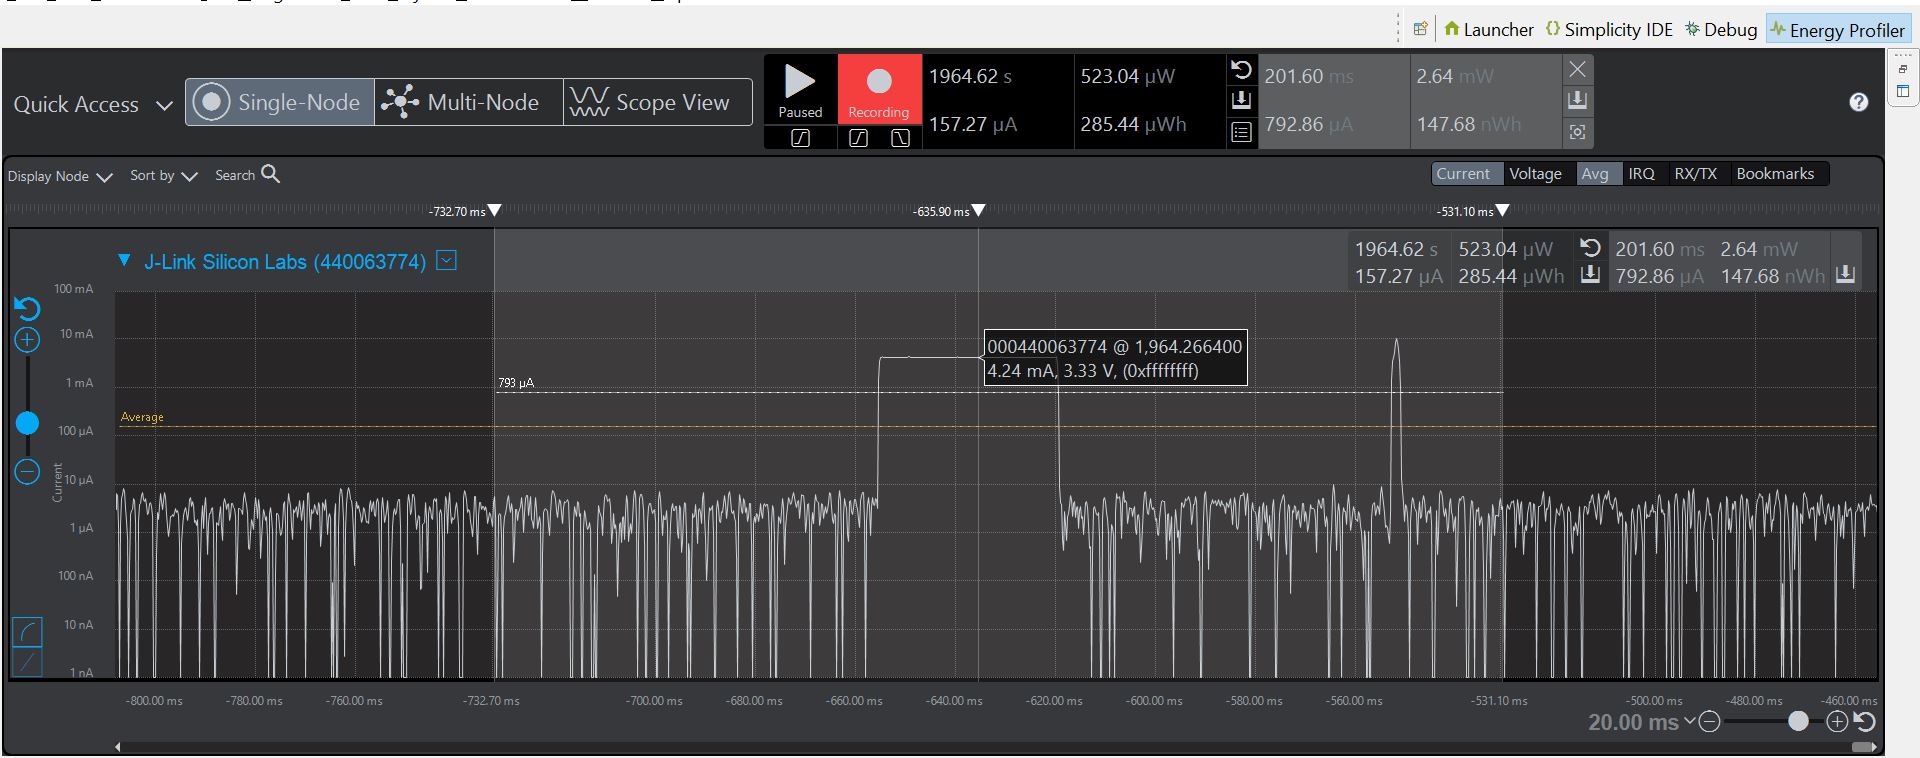 Launcher
Simplicity IDE
Debug
Energy Profiler
Quick Access
Single-Node
Multi-Node
Scope View
Paused
Recording
1964.62 s
523.04 µW
157.27 µA
285.44 µWh
201.60 ms
2.64 mW
792.86 µA
147.68 nWh
Display Node
Sort by
Search
Current
Voltage
Avg
IRQ
RX/TX
Bookmarks
-732.70 ms
-635.90 ms
-531.10 ms
J-Link Silicon Labs (440063774)
1964.62 s
523.04 µW
201.60 ms
2.64 mW
157.27 µA
285.44 µWh
792.86 µA
147.68 nWh
100 mA
10 mA
1 mA
100 µA
10 µA
1 µA
100 nA
10 nA
1 nA
Current
Average
793 µA
000440063774 @ 1,964.266400
4.24 mA, 3.33 V, (0xffffffff)
-800.00 ms
-780.00 ms
-760.00 ms
-732.70 ms
-700.00 ms
-680.00 ms
-660.00 ms
-640.00 ms
-620.00 ms
-600.00 ms
-580.00 ms
-560.00 ms
-531.10 ms
-500.00 ms
-480.00 ms
-460.00 ms
20.00 ms